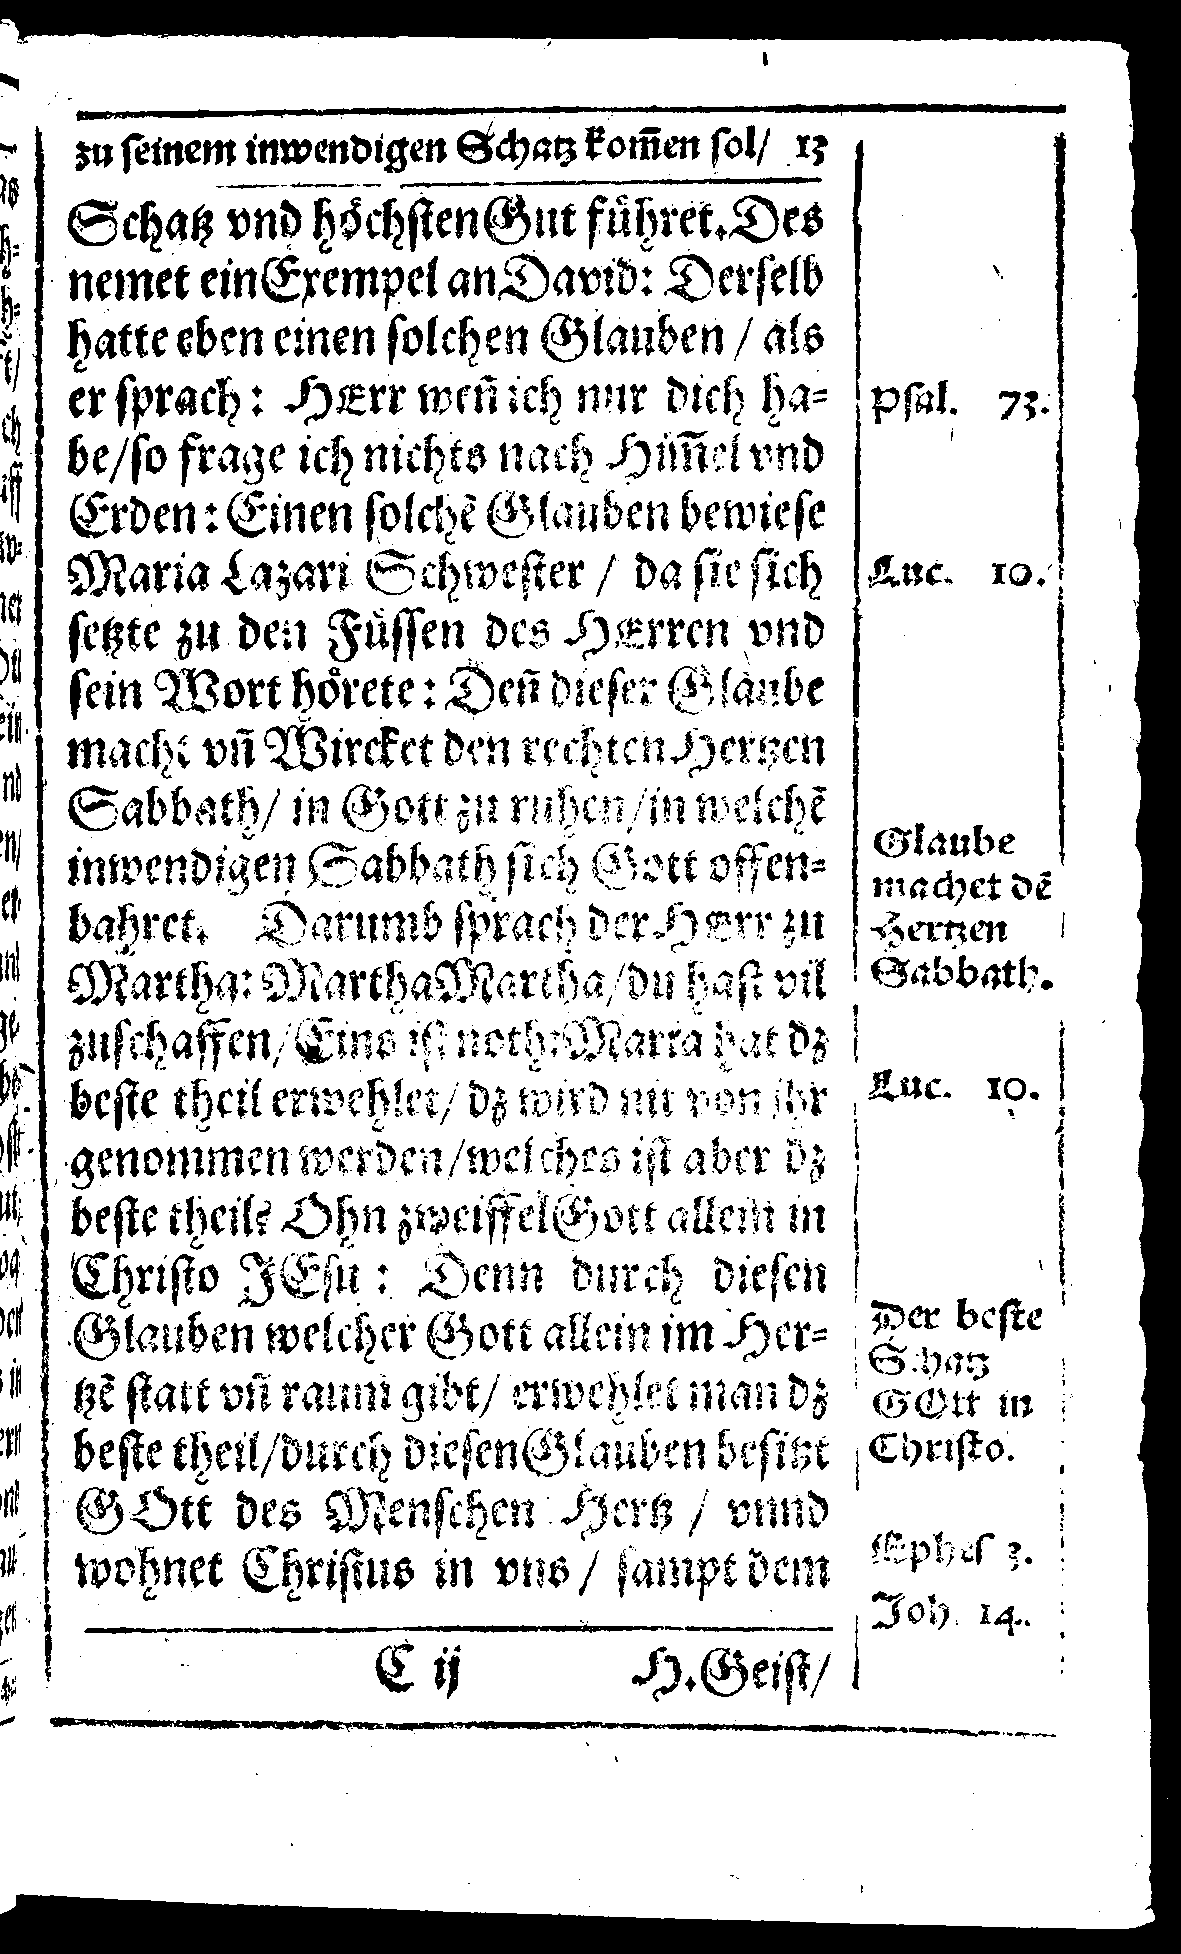 zu seinem inwendigen Schatz kom̃en sol/ 13
Schatz vnd höchsten Gut führet. Des
nemet ein Exempel an David: Derselb
hatte eben einen solchen Glauben / als
er sprach: HErr weñ ich nur dich ha-
be/so frage ich nichts nach Him̃el vnd
Erden: Einen solchẽ Glauben bewiese
Maria Lazari Schwester / da sie sich
setzte zu den Füssen des HErren vnd
sein Wort hörete: Deñ dieser Glaube
macht vñ Wircket den rechten Hertzen
Sabbath/ in Gott zu ruhen/in welchẽ
inwendigen Sabbath sich Gott offen-
bahret. Darumb sprach der HErr zu
Martha: Martha Martha/du hast vil
zuschaffen/Eins ist noth: Maria hat dz
beste theil erwehlet/ dz wird nit von ihr
genommen werden/welches ist aber dz
beste theil? Ohn zweiffel Gott allein in
Christo JEsu: Denn durch diesen
Glauben welcher Gott allein im Her-
tzẽ statt vñ raum gibt/ erwehlet man dz
beste theil/durch diesen Glauben besitzt
GOtt des Menschen Hertz / vnnd
wohnet Christus in vns / sampt dem
C ij H. Geist/
Psal. 73.
Luc. 10.
Glaube
machet dẽ
Hertzen
Sabbath.
Luc. 10.
Der beste
Schatz
GOtt in
Christo.
Ephes 3.
Joh. 14.